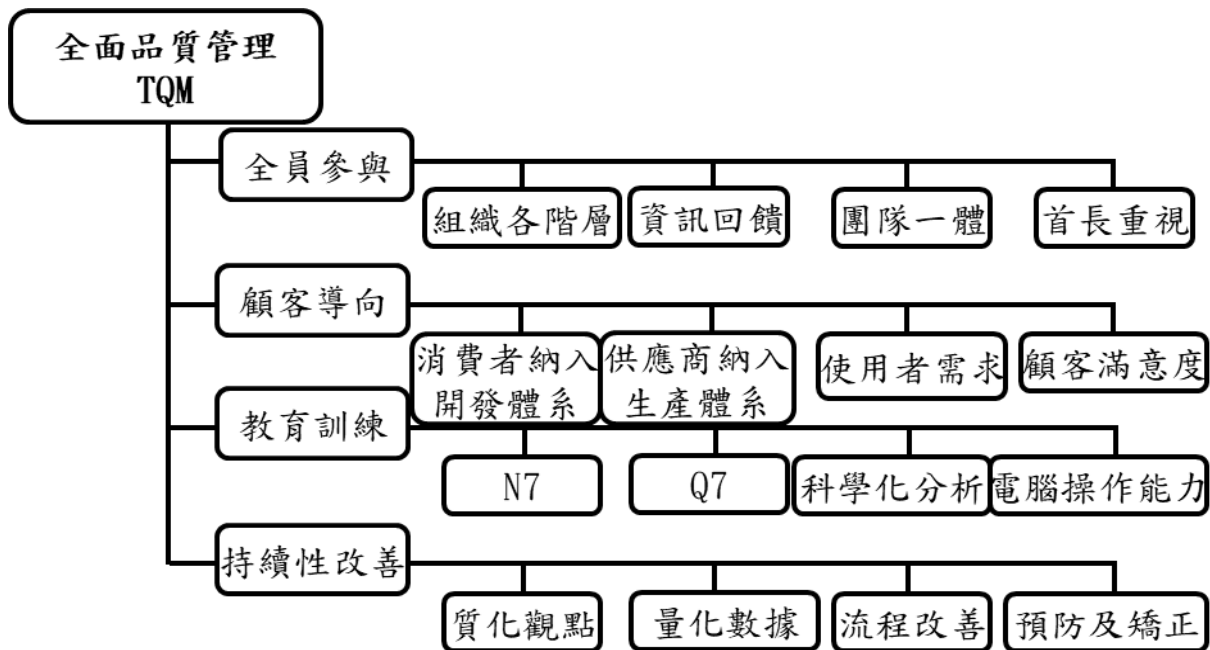 全面品質管理
TQM
全員參與
組織各階層
資訊回饋
團隊一體
首長重視
顧客導向
消費者納入
開發體系
供應商納入
生產體系
使用者需求
顧客滿意度
教育訓練
N7
Q7
科學化分析
電腦操作能力
持續性改善
質化觀點
量化數據
流程改善
預防及矯正